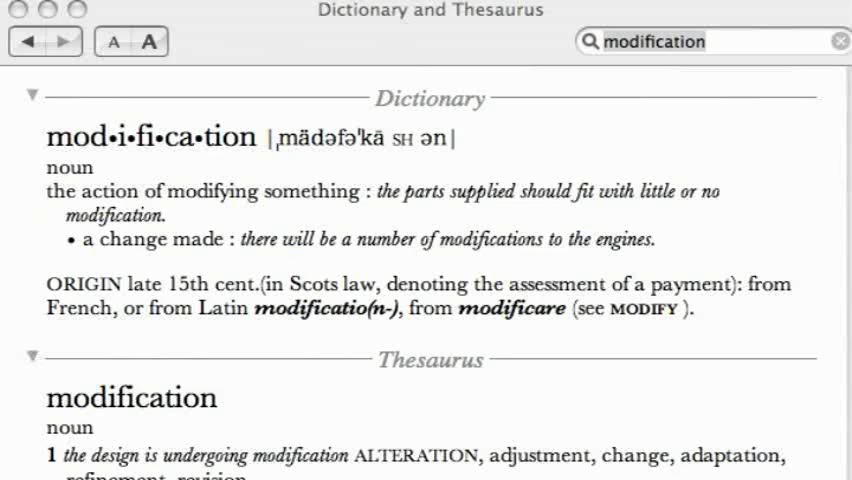 Dictionary and Thesaurus
A A
modification
Dictionary
mod•i•fi•ca•tion |ˌmädəfəˈkā SH ən|
noun
the action of modifying something : the parts supplied should fit with little or no
modification.
• a change made : there will be a number of modifications to the engines.
ORIGIN late 15th cent.(in Scots law, denoting the assessment of a payment): from
French, or from Latin modificatio(n-), from modificare (see MODIFY ).
Thesaurus
modification
noun
1 the design is undergoing modification ALTERATION, adjustment, change, adaptation,
refinement, revision